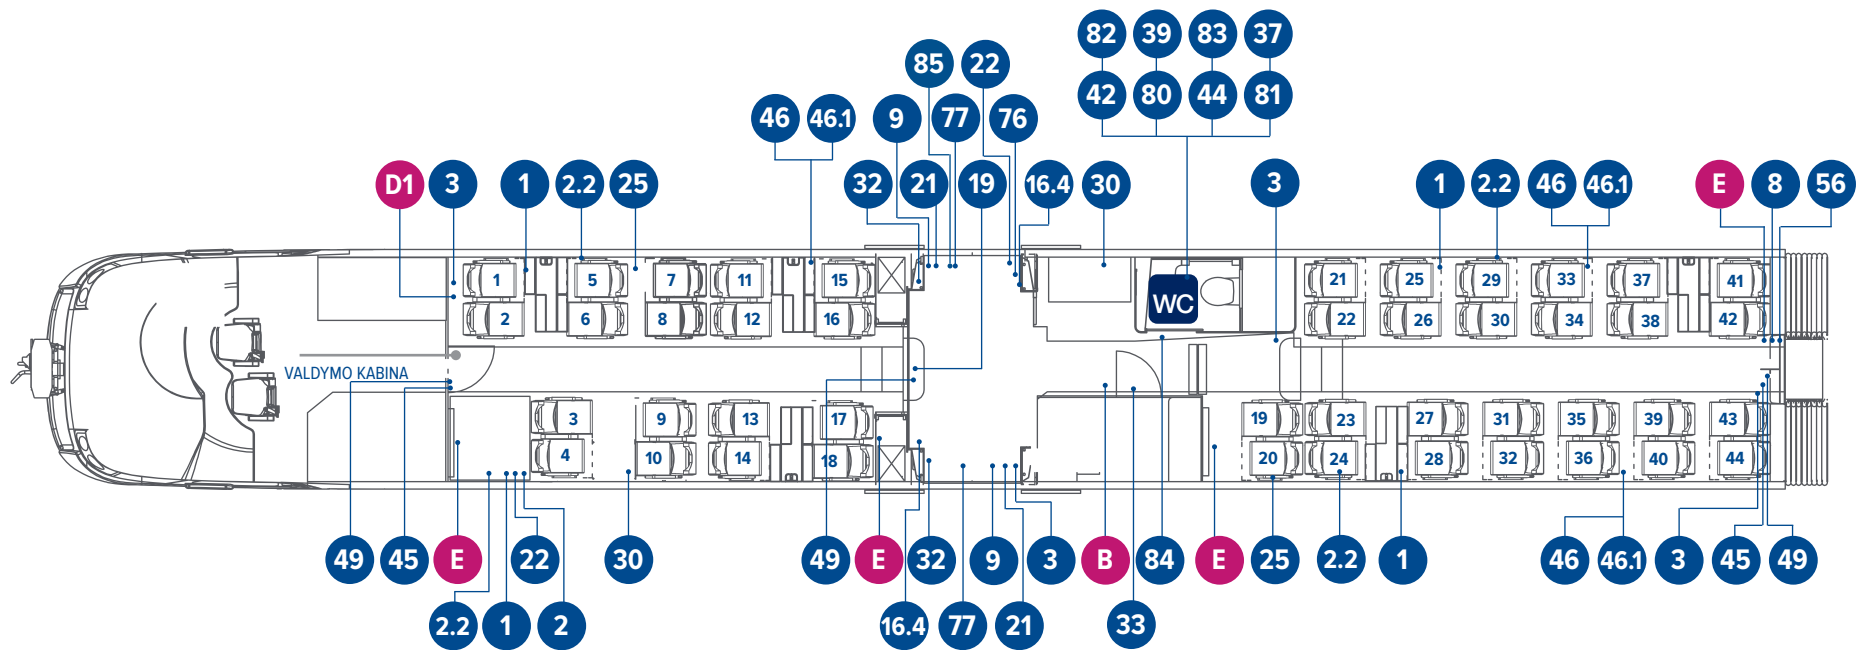 82 39 83 37
85 22
42 80 44 81
46 46.1 9 77 76
D1 3 1 2.2 25 32 21 19 16.4 30 3 1 2.2 46 46.1 E 8 56
1 5 7 11 15 21 25 29 33 37 41
WC
2 6 8 12 16 22 26 30 34 38 42
VALDYMO KABINA
3 9 13 17 19 23 27 31 35 39 43
4 10 14 18 20 24 28 32 36 40 44
49 45 E 22 30 49 E 32 9 3 B 84 E 25 2.2 1 46 46.1 3 45 49
2.2 1 2 16.4 77 21 33